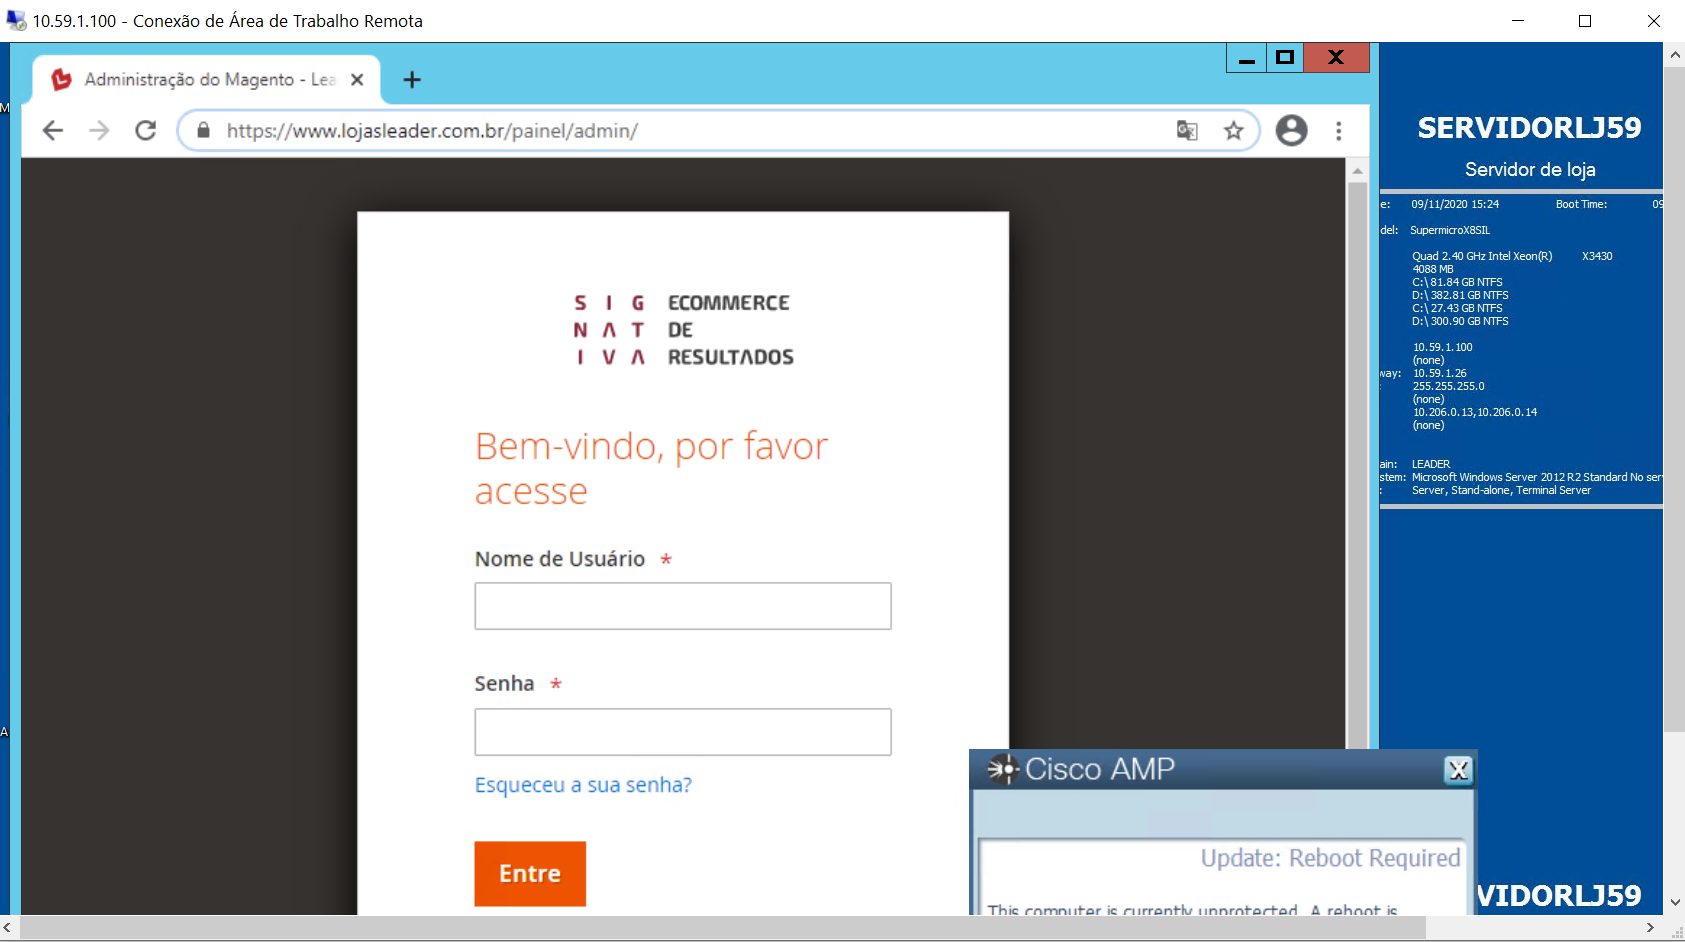 10.59.1.100 - Conexão de Área de Trabalho Remota
Administração do Magento - Lea
https://www.lojasleader.com.br/painel/admin/
M
A
S I G ECOMMERCE
N A T DE
I V A RESULTADOS
Bem-vindo, por favor
acesse
Nome de Usuário *
Senha *
Esqueceu a sua senha?
Entre
SERVIDORLJ59
Servidor de loja
e: 09/11/2020 15:24 Boot Time: 09
del: SupermicroX8SIL
Quad 2.40 GHz Intel Xeon(R) X3430
4088 MB
C:\ 81.84 GB NTFS
D:\ 382.81 GB NTFS
C:\ 27.43 GB NTFS
D:\ 300.90 GB NTFS
10.59.1.100
(none)
way: 10.59.1.26
: 255.255.255.0
(none)
10.206.0.13,10.206.0.14
(none)
ain: LEADER
stem: Microsoft Windows Server 2012 R2 Standard No serv
: Server, Stand-alone, Terminal Server
Cisco AMP
Update: Reboot Required
This computer is currently unprotected. A reboot is
VIDORLJ59